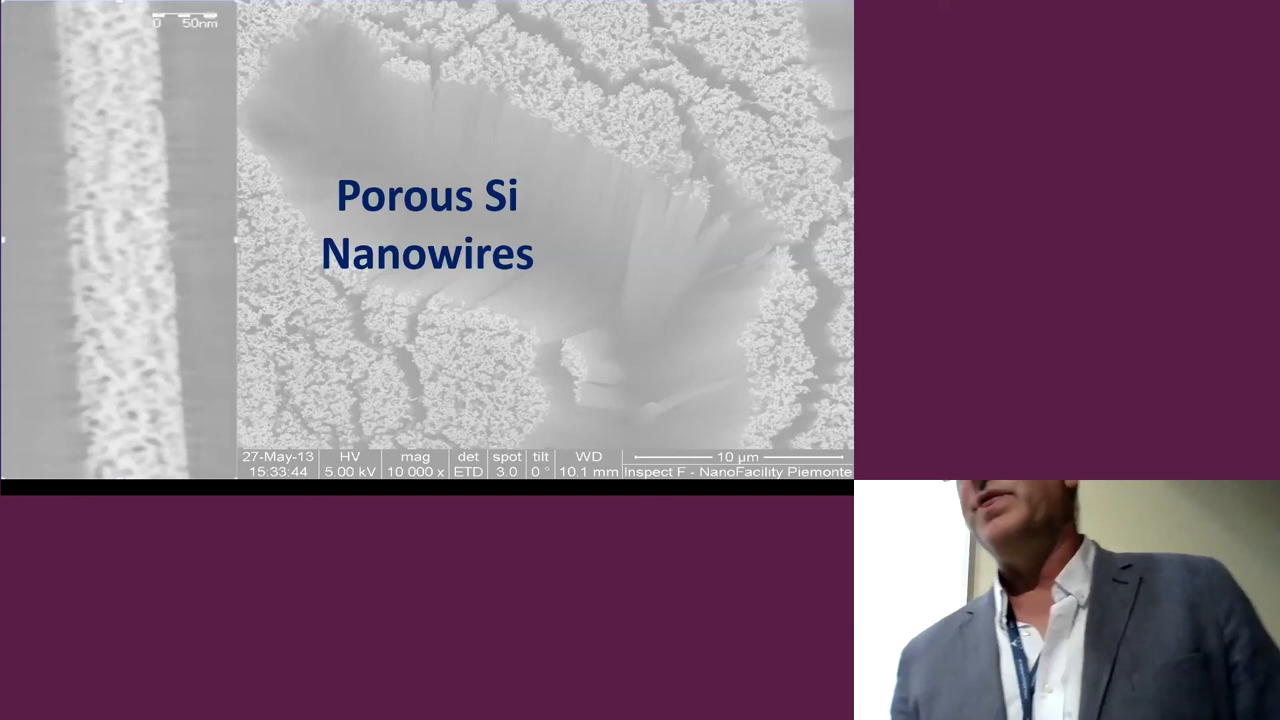 0 50nm
Porous Si
Nanowires
27-May-13 HV mag det spot tilt WD 10 µm
15:33:44 5.00 kV 10 000 x ETD 3.0 0 ° 10.1 mm Inspect F - NanoFacility Piemonte